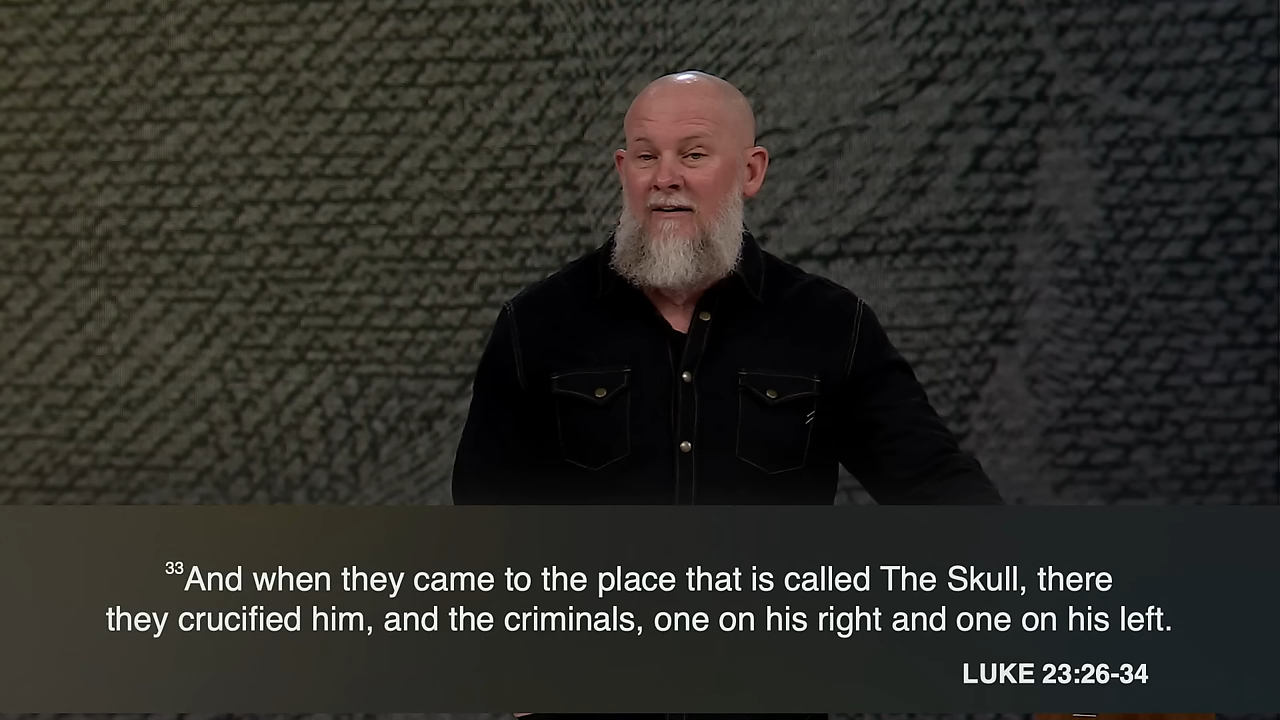 33And when they came to the place that is called The Skull, there
they crucified him, and the criminals, one on his right and one on his left.
LUKE 23:26-34